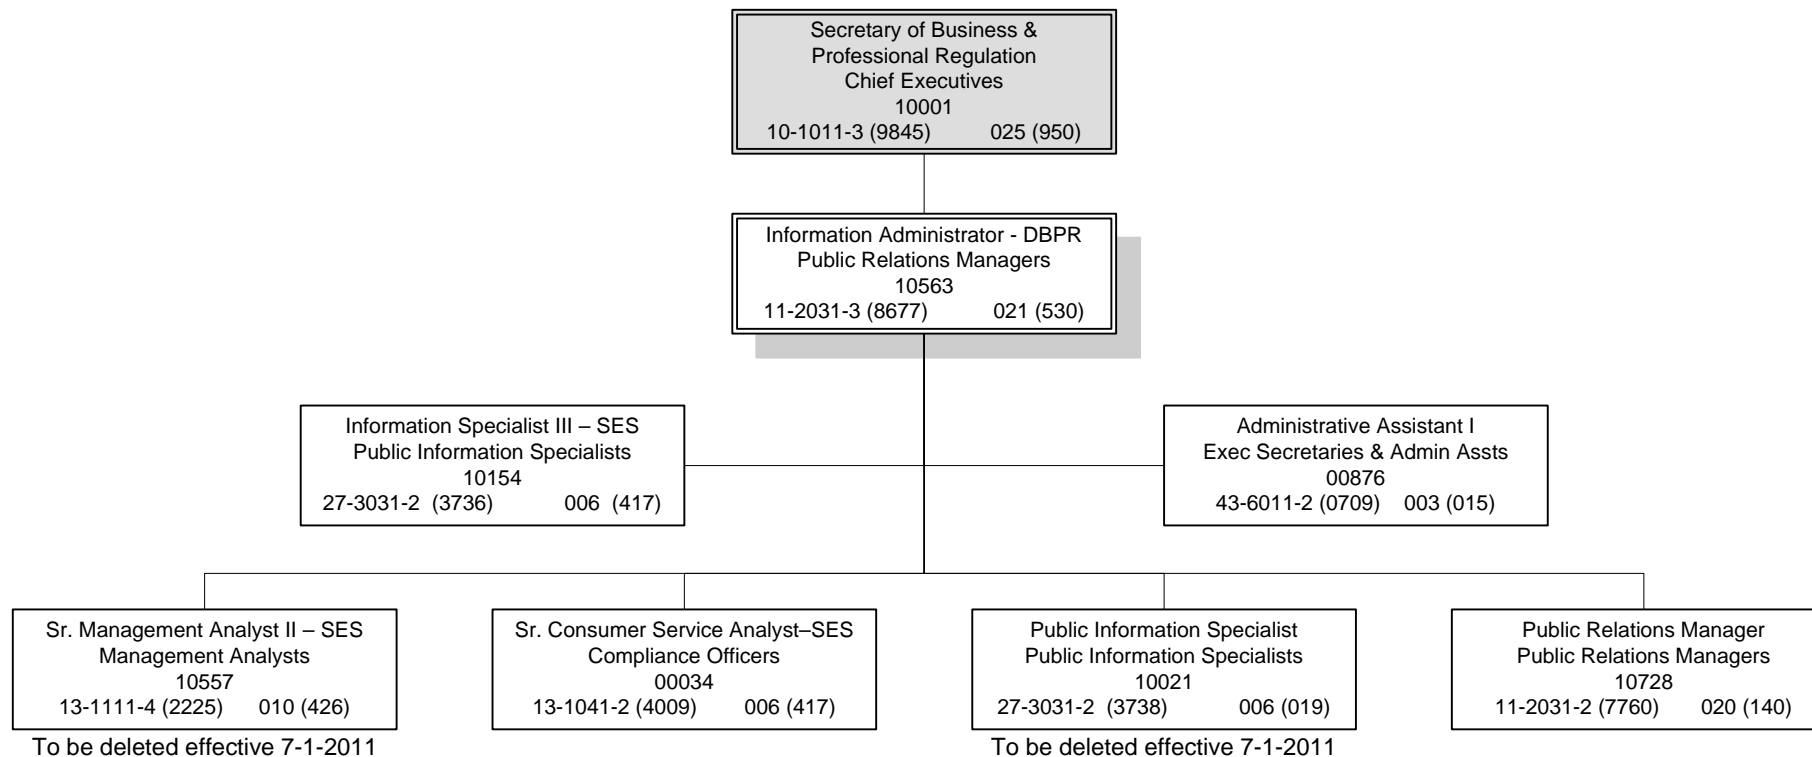 Secretary of Business &
Professional Regulation
Chief Executives
10001
10-1011-3 (9845) 025 (950)
Information Administrator - DBPR
Public Relations Managers
10563
11-2031-3 (8677) 021 (530)
Information Specialist III – SES
Public Information Specialists
10154
27-3031-2 (3736) 006 (417)
Administrative Assistant I
Exec Secretaries & Admin Assts
00876
43-6011-2 (0709) 003 (015)
Sr. Management Analyst II – SES
Management Analysts
10557
13-1111-4 (2225) 010 (426)
To be deleted effective 7-1-2011
Sr. Consumer Service Analyst–SES
Compliance Officers
00034
13-1041-2 (4009) 006 (417)
Public Information Specialist
Public Information Specialists
10021
27-3031-2 (3738) 006 (019)
To be deleted effective 7-1-2011
Public Relations Manager
Public Relations Managers
10728
11-2031-2 (7760) 020 (140)